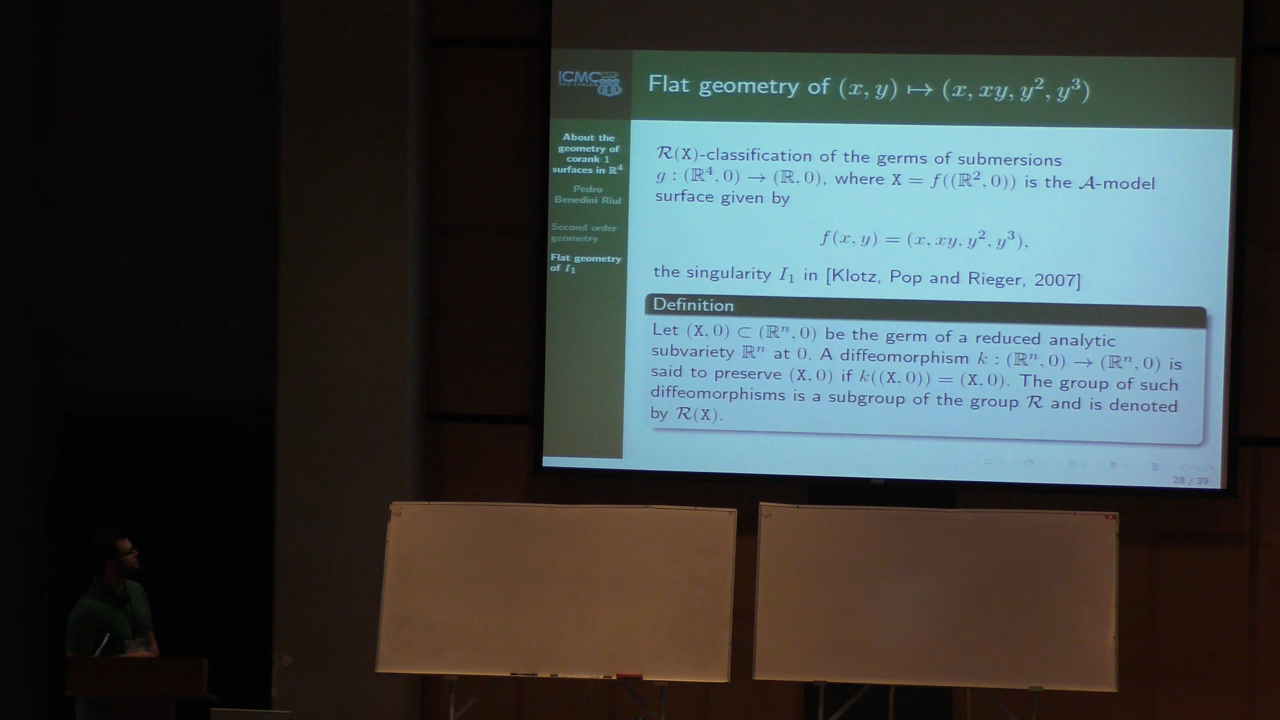 ICMC
SÃO CARLOS
Flat geometry of (x, y) ↦ (x, xy, y², y³)
About the
geometry of
corank 1
surfaces in ℝ⁴
Pedro
Benedini Riul
Second order
geometry
Flat geometry
of I₁
ℛ(X)-classification of the germs of submersions
g : (ℝ⁴, 0) → (ℝ, 0), where X = f((ℝ², 0)) is the 𝒜-model
surface given by
f(x, y) = (x, xy, y², y³),
the singularity I₁ in [Klotz, Pop and Rieger, 2007]
Definition
Let (X, 0) ⊂ (ℝⁿ, 0) be the germ of a reduced analytic
subvariety ℝⁿ at 0. A diffeomorphism k : (ℝⁿ, 0) → (ℝⁿ, 0) is
said to preserve (X, 0) if k((X, 0)) = (X, 0). The group of such
diffeomorphisms is a subgroup of the group ℛ and is denoted
by ℛ(X).
28 / 39